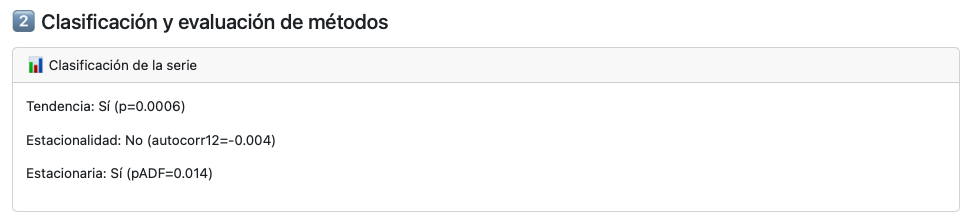 2 Clasificación y evaluación de métodos
Clasificación de la serie
Tendencia: Sí (p=0.0006)
Estacionalidad: No (autocorr12=-0.004)
Estacionaria: Sí (pADF=0.014)